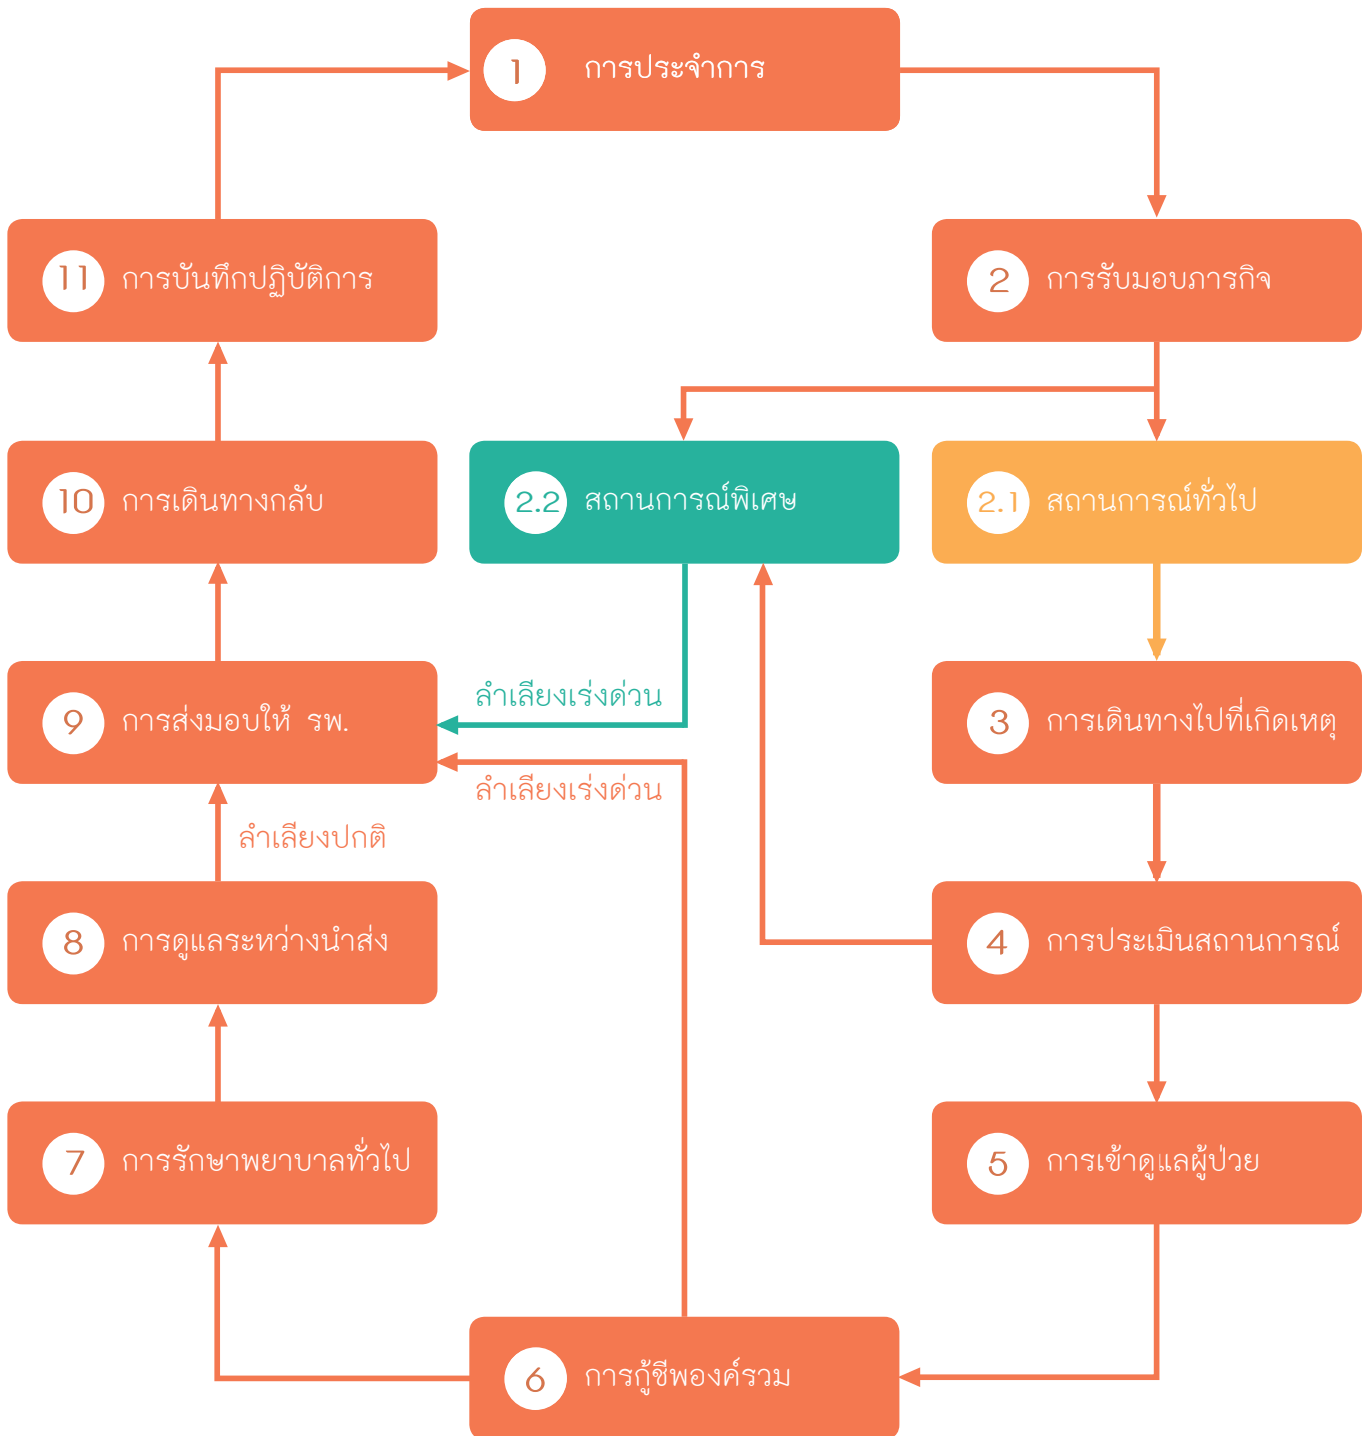 1 การประจำการ
11 การบันทึกปฏิบัติการ
2 การรับมอบภารกิจ
10 การเดินทางกลับ
2.2 สถานการณ์พิเศษ
2.1 สถานการณ์ทั่วไป
ลำเลียงเร่งด่วน
9 การส่งมอบให้ รพ.
3 การเดินทางไปที่เกิดเหตุ
ลำเลียงเร่งด่วน
ลำเลียงปกติ
8 การดูแลระหว่างนำส่ง
4 การประเมินสถานการณ์
7 การรักษาพยาบาลทั่วไป
5 การเข้าดูแลผู้ป่วย
6 การกู้ชีพองค์รวม